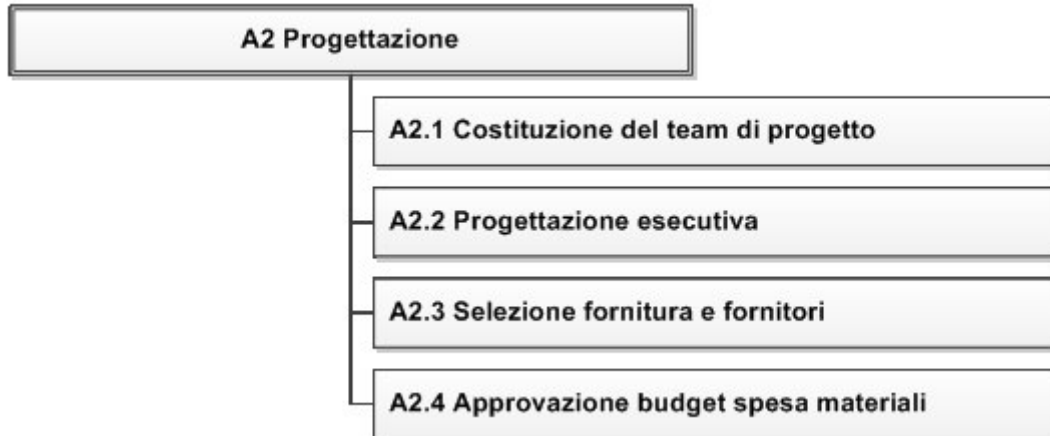 A2 Progettazione
A2.1 Costituzione del team di progetto
A2.2 Progettazione esecutiva
A2.3 Selezione fornitura e fornitori
A2.4 Approvazione budget spesa materiali